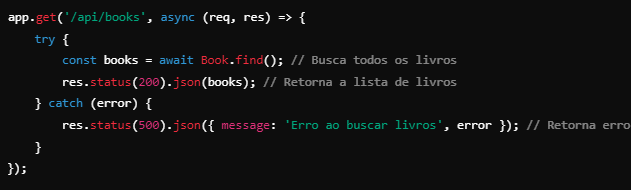 app.get('/api/books', async (req, res) => {
    try {
        const books = await Book.find(); // Busca todos os livros
        res.status(200).json(books); // Retorna a lista de livros
    } catch (error) {
        res.status(500).json({ message: 'Erro ao buscar livros', error }); // Retorna erro
    }
});